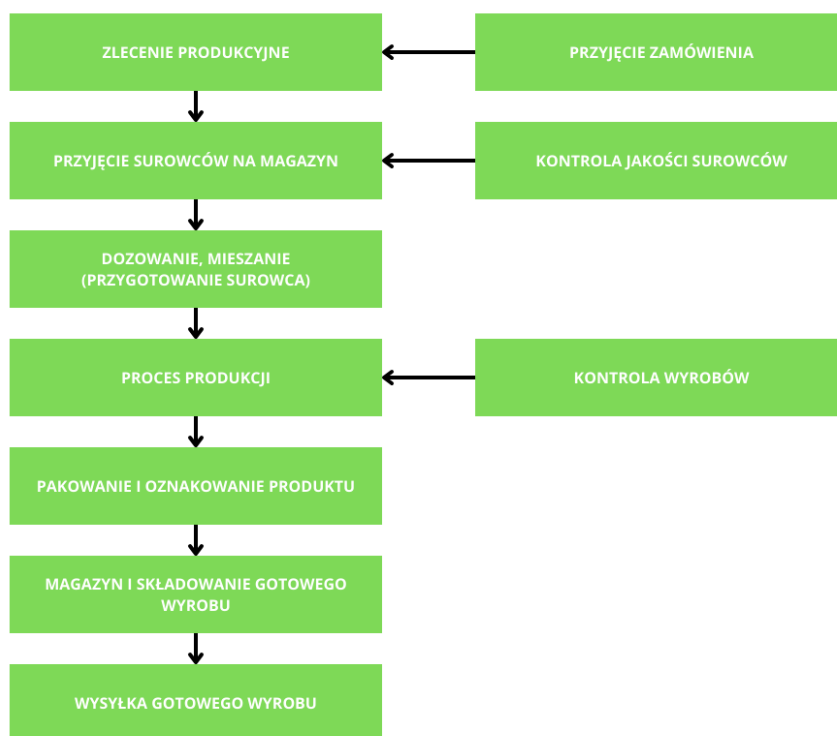 ZLECENIE PRODUKCYJNE
PRZYJĘCIE ZAMÓWIENIA
PRZYJĘCIE SUROWCÓW NA MAGAZYN
KONTROLA JAKOŚCI SUROWCÓW
DOZOWANIE, MIESZANIE
(PRZYGOTOWANIE SUROWCA)
PROCES PRODUKCJI
KONTROLA WYROBÓW
PAKOWANIE I OZNAKOWANIE PRODUKTU
MAGAZYN I SKŁADOWANIE GOTOWEGO
WYROBU
WYSYŁKA GOTOWEGO WYROBU